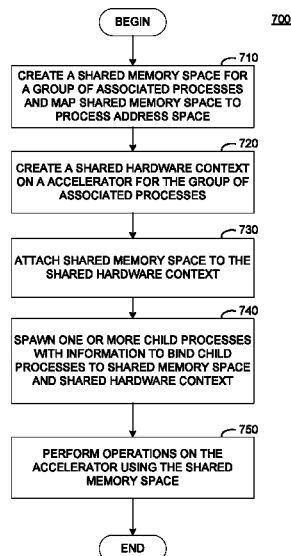 BEGIN
700
710
CREATE A SHARED MEMORY SPACE FOR
A GROUP OF ASSOCIATED PROCESSES
AND MAP SHARED MEMORY SPACE TO
PROCESS ADDRESS SPACE
720
CREATE A SHARED HARDWARE CONTEXT
ON A ACCELERATOR FOR THE GROUP OF
ASSOCIATED PROCESSES
730
ATTACH SHARED MEMORY SPACE TO THE
SHARED HARDWARE CONTEXT
740
SPAWN ONE OR MORE CHILD PROCESSES
WITH INFORMATION TO BIND CHILD
PROCESSES TO SHARED MEMORY SPACE
AND SHARED HARDWARE CONTEXT
750
PERFORM OPERATIONS ON THE
ACCELERATOR USING THE SHARED
MEMORY SPACE
END